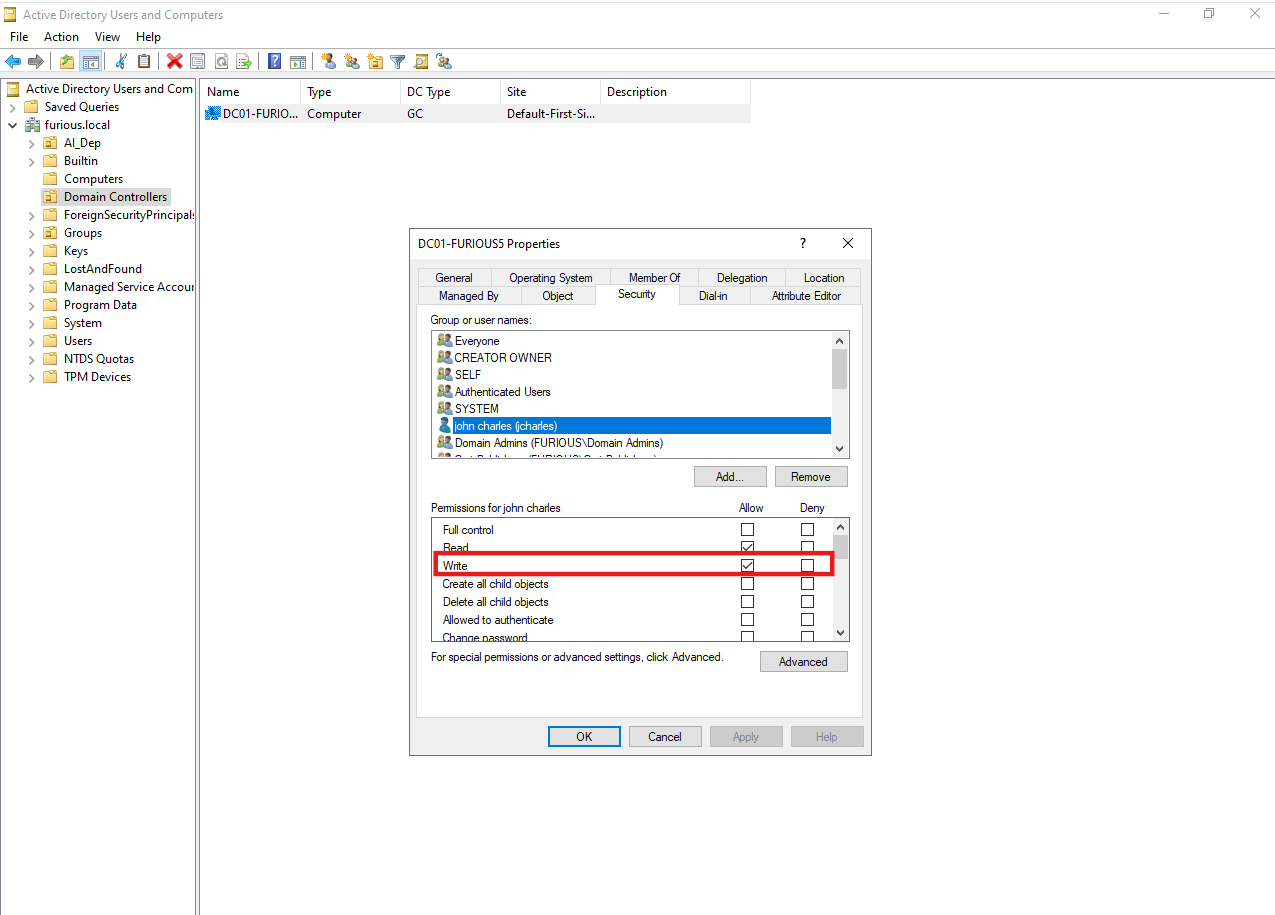 Active Directory Users and Computers
File Action View Help
Active Directory Users and Com
Saved Queries
furious.local
AI_Dep
Builtin
Computers
Domain Controllers
ForeignSecurityPrincipals
Groups
Keys
LostAndFound
Managed Service Accour
Program Data
System
Users
NTDS Quotas
TPM Devices
Name Type DC Type Site Description
DC01-FURIO... Computer GC Default-First-Si...
DC01-FURIOUS5 Properties
General Operating System Member Of Delegation Location
Managed By Object Security Dial-in Attribute Editor
Group or user names:
Everyone
CREATOR OWNER
SELF
Authenticated Users
SYSTEM
john charles (jcharles)
Domain Admins (FURIOUS\Domain Admins)
Add... Remove
Permissions for john charles Allow Deny
Full control
Read
Write
Create all child objects
Delete all child objects
Allowed to authenticate
Change password
For special permissions or advanced settings, click Advanced.
Advanced
OK Cancel Apply Help